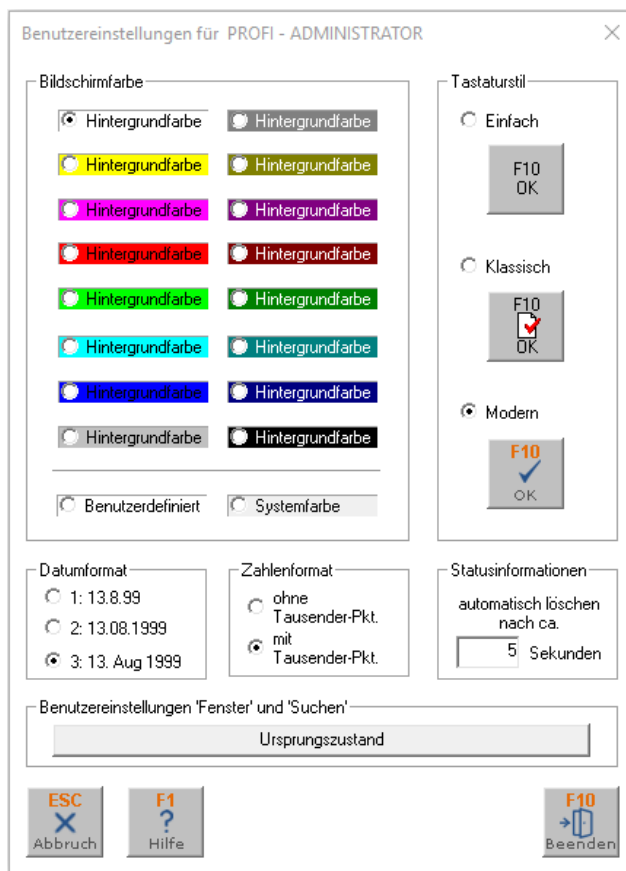 Benutzereinstellungen für PROFI - ADMINISTRATOR
Bildschirmfarbe
Hintergrundfarbe Hintergrundfarbe
Hintergrundfarbe Hintergrundfarbe
Hintergrundfarbe Hintergrundfarbe
Hintergrundfarbe Hintergrundfarbe
Hintergrundfarbe Hintergrundfarbe
Hintergrundfarbe Hintergrundfarbe
Hintergrundfarbe Hintergrundfarbe
Hintergrundfarbe Hintergrundfarbe
Benutzerdefiniert Systemfarbe
Tastaturstil
Einfach
F10
OK
Klassisch
F10
OK
Modern
F10
OK
Datumformat
1: 13.8.99
2: 13.08.1999
3: 13. Aug 1999
Zahlenformat
ohne
Tausender-Pkt.
mit
Tausender-Pkt.
Statusinformationen
automatisch löschen
nach ca.
5 Sekunden
Benutzereinstellungen 'Fenster' und 'Suchen'
Ursprungszustand
ESC
Abbruch
F1
?
Hilfe
F10
Beenden